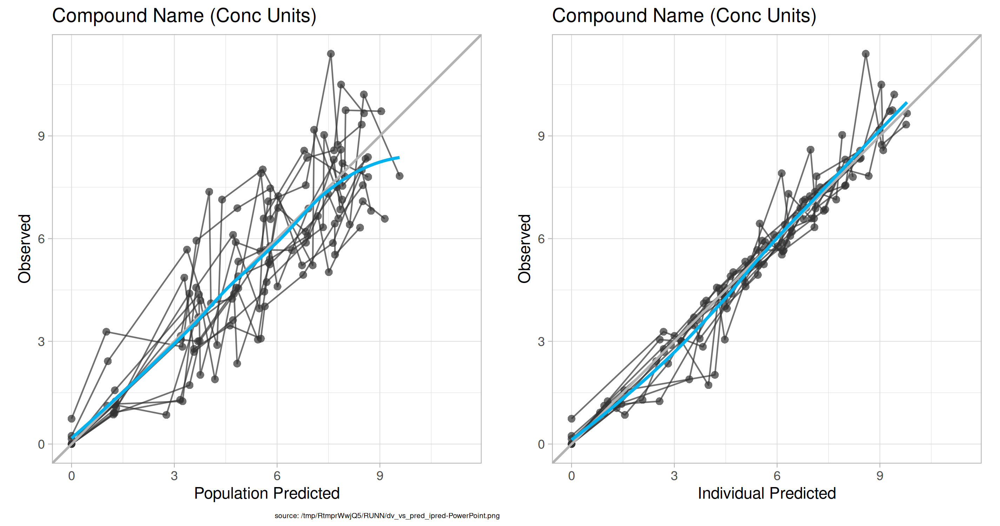 Compound Name (Conc Units)
Observed
9
6
3
0
0 3 6 9
Population Predicted
Compound Name (Conc Units)
Observed
9
6
3
0
0 3 6 9
Individual Predicted
source: /tmp/RtmprWwjQ5/RUNN/dv_vs_pred_ipred-PowerPoint.png